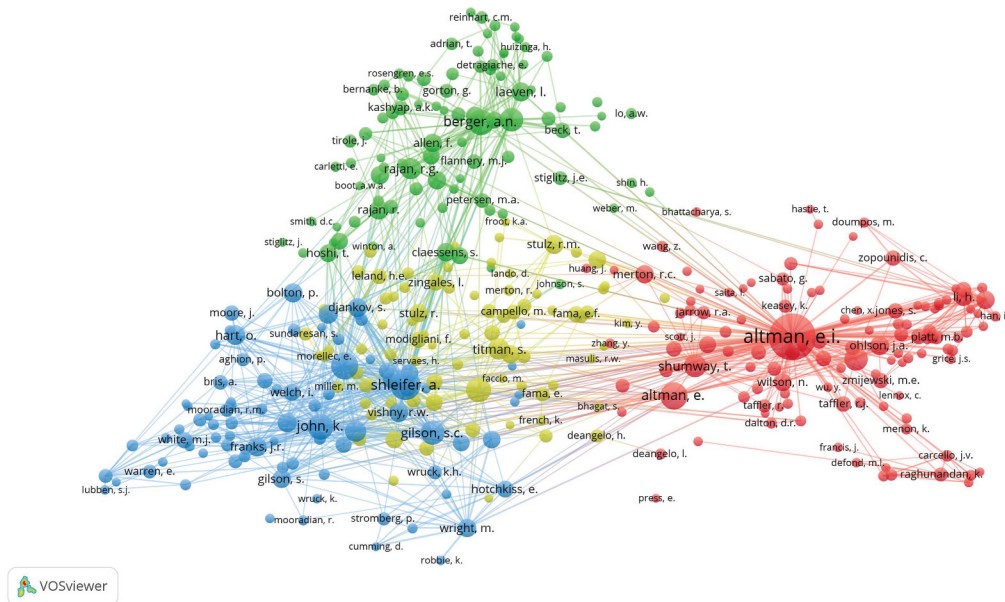 reinhart, c.m.
adrian, t.
huizinga, h.
detragiache, e.
rosengren, e.s.
bernanke, b.
gorton, g.
laeven, l.
kashyap, a.k.
berger, a.n.
lo, a.w.
beck, t.
tirole, j.
allen, f.
carletti, e.
rajan, r.g.
flannery, m.j.
boot, a.w.a.
stiglitz, j.e.
shin, h.
petersen, m.a.
rajan, r.
weber, m.
bhattacharya, s.
hastie, t.
smith, d.c.
froot, k.a.
doumpos, m.
stiglitz, j.
winton, a.
hoshi, t.
claessens, s.
stulz, r.m.
wang, z.
zopounidis, c.
leland, h.e.
zingales, l.
lando, d.
huang, j.
merton, r.c.
sabato, g.
johnson, s.
keasey, k.
bolton, p.
merton, r.
saita, f.
li, h.
moore, j.
djankov, s.
stulz, r.
campello, m.
fama, e.f.
jarrow, r.a.
chen, x.
jones, s.
han, i.
hart, o.
sundaresan, s.
modigliani, f.
kim, y.
scott, j.
altman, e.i.
platt, m.b.
aghion, p.
morellec, e.
servaes, h.
titman, s.
zhang, y.
masulis, r.w.
ohlson, j.a.
grice, j.s.
bris, a.
welch, i.
miller, m.
shleifer, a.
faccio, m.
fama, e.
shumway, t.
wilson, n.
wu, y.
zmijewski, m.e.
altman, e.
lennox, c.
mooradian, r.m.
vishny, r.w.
french, k.
bhagat, s.
taffler, r.
taffler, r.j.
john, k.
gilson, s.c.
deangelo, h.
dalton, d.r.
menon, k.
white, m.j.
franks, j.r.
deangelo, l.
francis, j.
carcello, j.v.
warren, e.
gilson, s.
wruck, k.h.
hotchkiss, e.
defond, m.l.
raghunandan, k.
lubben, s.j.
wruck, k.
press, e.
mooradian, r.
stromberg, p.
wright, m.
cumming, d.
robbie, k.
VOSviewer